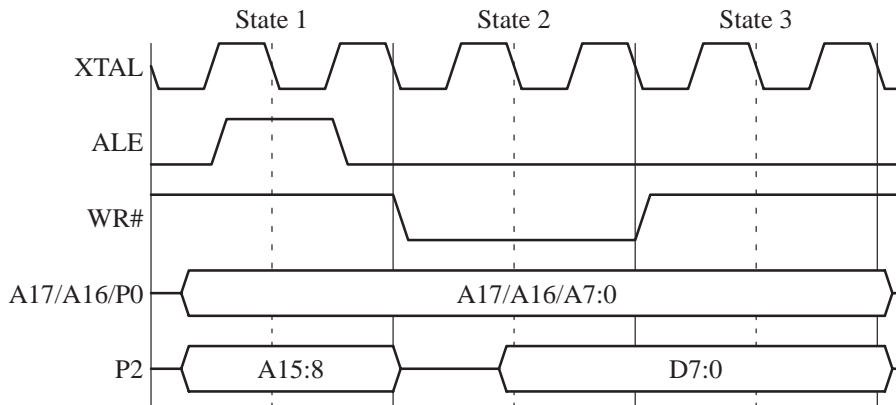 State 1 State 2 State 3
XTAL
ALE
WR#
A17/A16/P0 A17/A16/A7:0
P2 A15:8 D7:0